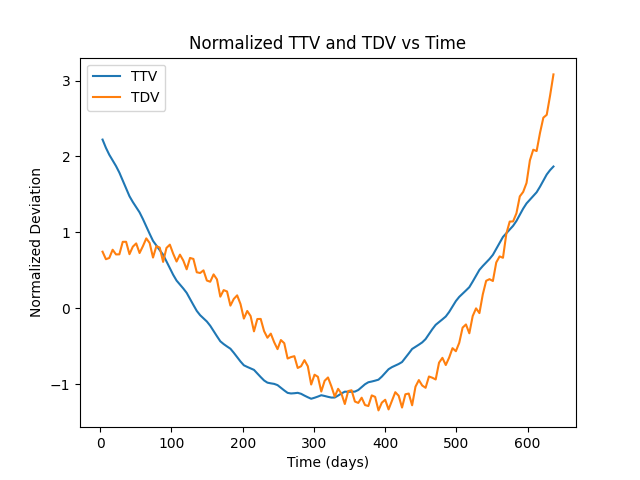 Normalized TTV and TDV vs Time
TTV
TDV
Normalized Deviation
3
2
1
0
−1
0 100 200 300 400 500 600
Time (days)